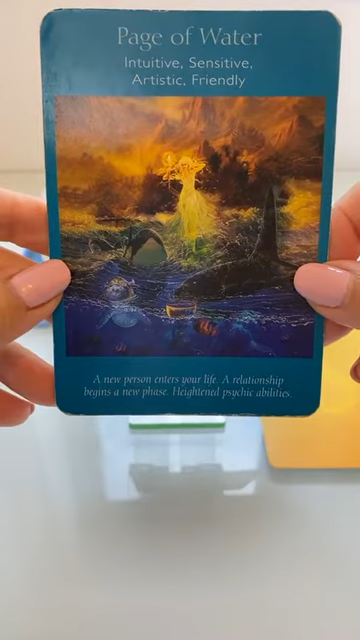 Page of Water
Intuitive, Sensitive,
Artistic, Friendly
A new person enters your life. A relationship
begins a new phase. Heightened psychic abilities.